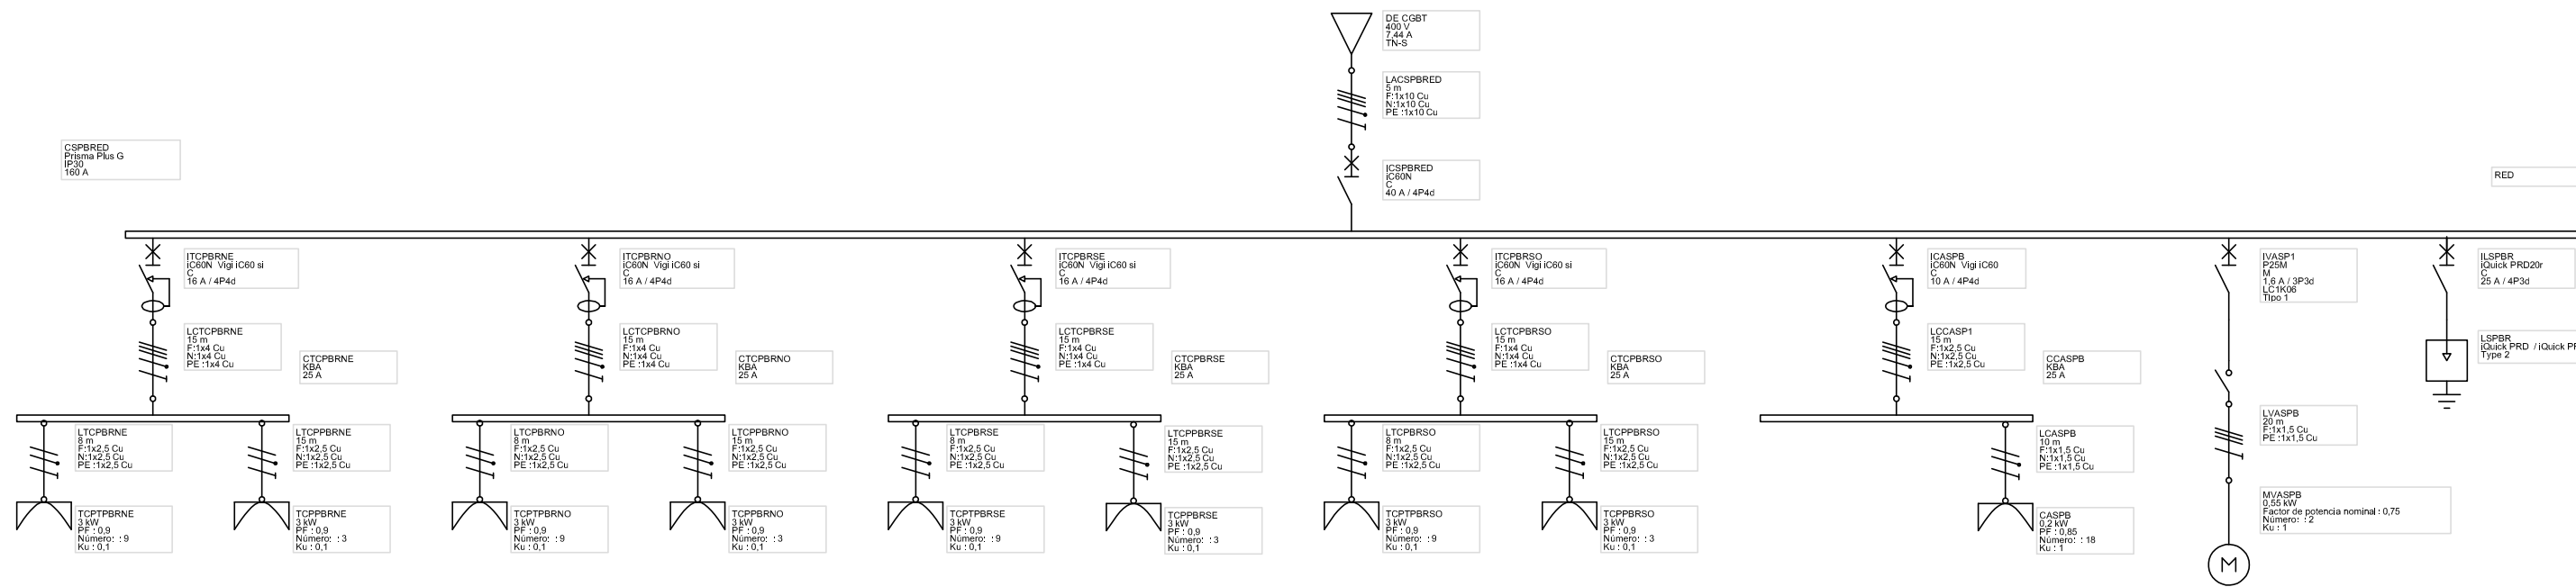 DE CGBT
400 V
7,44 A
TN-S
LACSPBRED
5 m
F:1x10 Cu
N:1x10 Cu
PE :1x10 Cu
CSPBRED
Prisma Plus G
IP30
160 A
ICSPBRED
iC60N
C
40 A / 4P4d
RED
ITCPBRNE
iC60N  Vigi iC60 si
C
16 A / 4P4d
ITCPBRNO
iC60N  Vigi iC60 si
C
16 A / 4P4d
ITCPBRSE
iC60N  Vigi iC60 si
C
16 A / 4P4d
ITCPBRSO
iC60N  Vigi iC60 si
C
16 A / 4P4d
ICASPB
iC60N  Vigi iC60
C
10 A / 4P4d
IVASP1
P25M
M
1,6 A / 3P3d
LC1K06
Tipo 1
ILSPBR
iQuick PRD20r
C
25 A / 4P3d
LCTCPBRNE
15 m
F:1x4 Cu
N:1x4 Cu
PE :1x4 Cu
CTCPBRNE
KBA
25 A
LCTCPBRNO
15 m
F:1x4 Cu
N:1x4 Cu
PE :1x4 Cu
CTCPBRNO
KBA
25 A
LCTCPBRSE
15 m
F:1x4 Cu
N:1x4 Cu
PE :1x4 Cu
CTCPBRSE
KBA
25 A
LCTCPBRSO
15 m
F:1x4 Cu
N:1x4 Cu
PE :1x4 Cu
CTCPBRSO
KBA
25 A
LCCASP1
15 m
F:1x2,5 Cu
N:1x2,5 Cu
PE :1x2,5 Cu
CCASPB
KBA
25 A
LSPBR
iQuick PRD  / iQuick PR
Type 2
LTCPBRNE
8 m
F:1x2,5 Cu
N:1x2,5 Cu
PE :1x2,5 Cu
LTCPPBRNE
15 m
F:1x2,5 Cu
N:1x2,5 Cu
PE :1x2,5 Cu
LTCPBRNO
8 m
F:1x2,5 Cu
N:1x2,5 Cu
PE :1x2,5 Cu
LTCPPBRNO
15 m
F:1x2,5 Cu
N:1x2,5 Cu
PE :1x2,5 Cu
LTCPBRSE
8 m
F:1x2,5 Cu
N:1x2,5 Cu
PE :1x2,5 Cu
LTCPPBRSE
15 m
F:1x2,5 Cu
N:1x2,5 Cu
PE :1x2,5 Cu
LTCPBRSO
8 m
F:1x2,5 Cu
N:1x2,5 Cu
PE :1x2,5 Cu
LTCPPBRSO
15 m
F:1x2,5 Cu
N:1x2,5 Cu
PE :1x2,5 Cu
LCASPB
10 m
F:1x1,5 Cu
N:1x1,5 Cu
PE :1x1,5 Cu
LVASPB
20 m
F:1x1,5 Cu
PE :1x1,5 Cu
TCPTPBRNE
3 kW
PF : 0,9
Número:  : 9
Ku : 0,1
TCPPBRNE
3 kW
PF : 0,9
Número:  : 3
Ku : 0,1
TCPTPBRNO
3 kW
PF : 0,9
Número:  : 9
Ku : 0,1
TCPPBRNO
3 kW
PF : 0,9
Número:  : 3
Ku : 0,1
TCPTPBRSE
3 kW
PF : 0,9
Número:  : 9
Ku : 0,1
TCPPBRSE
3 kW
PF : 0,9
Número:  : 3
Ku : 0,1
TCPTPBRSO
3 kW
PF : 0,9
Número:  : 9
Ku : 0,1
TCPPBRSO
3 kW
PF : 0,9
Número:  : 3
Ku : 0,1
CASPB
0,2 kW
PF : 0,85
Número:  : 18
Ku : 1
MVASPB
0,55 kW
Factor de potencia nominal : 0,75
Número:  : 2
Ku : 1
M